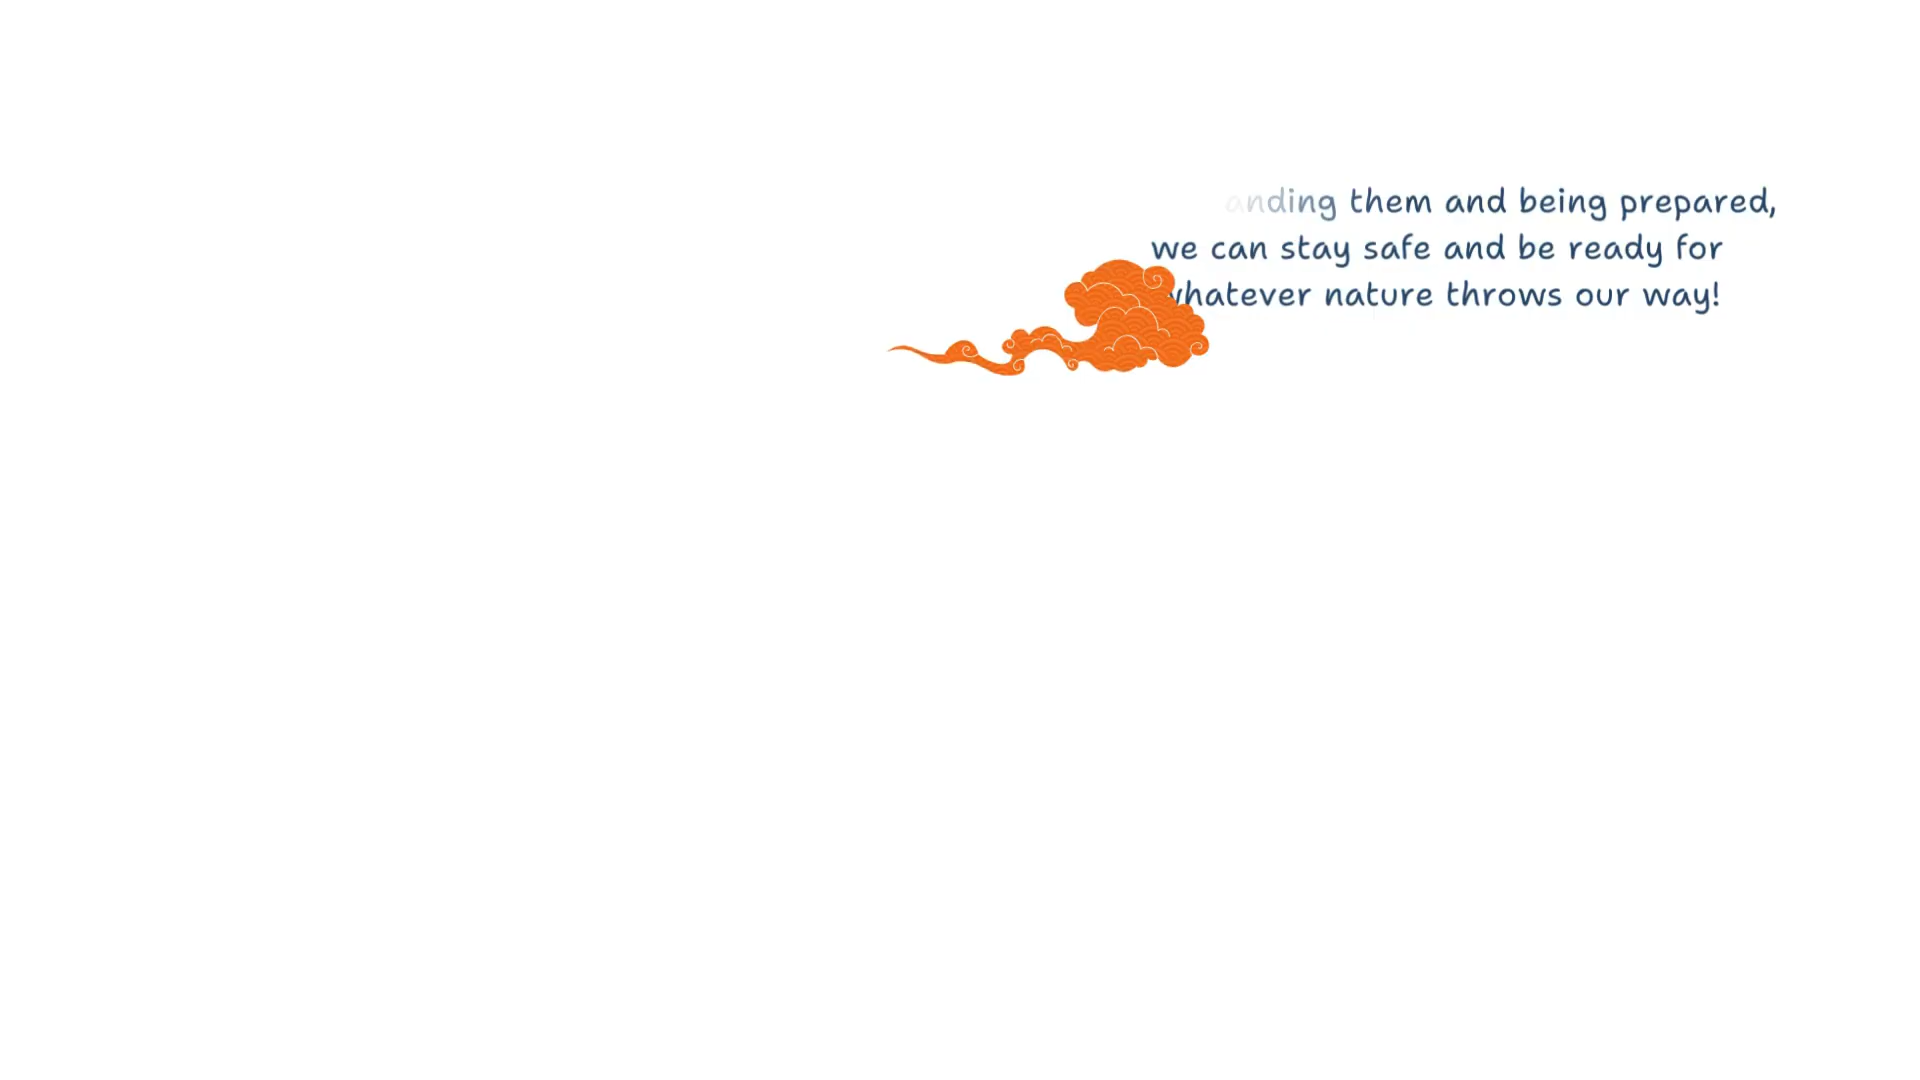 anding them and being prepared,
we can stay safe and be ready for
whatever nature throws our way!